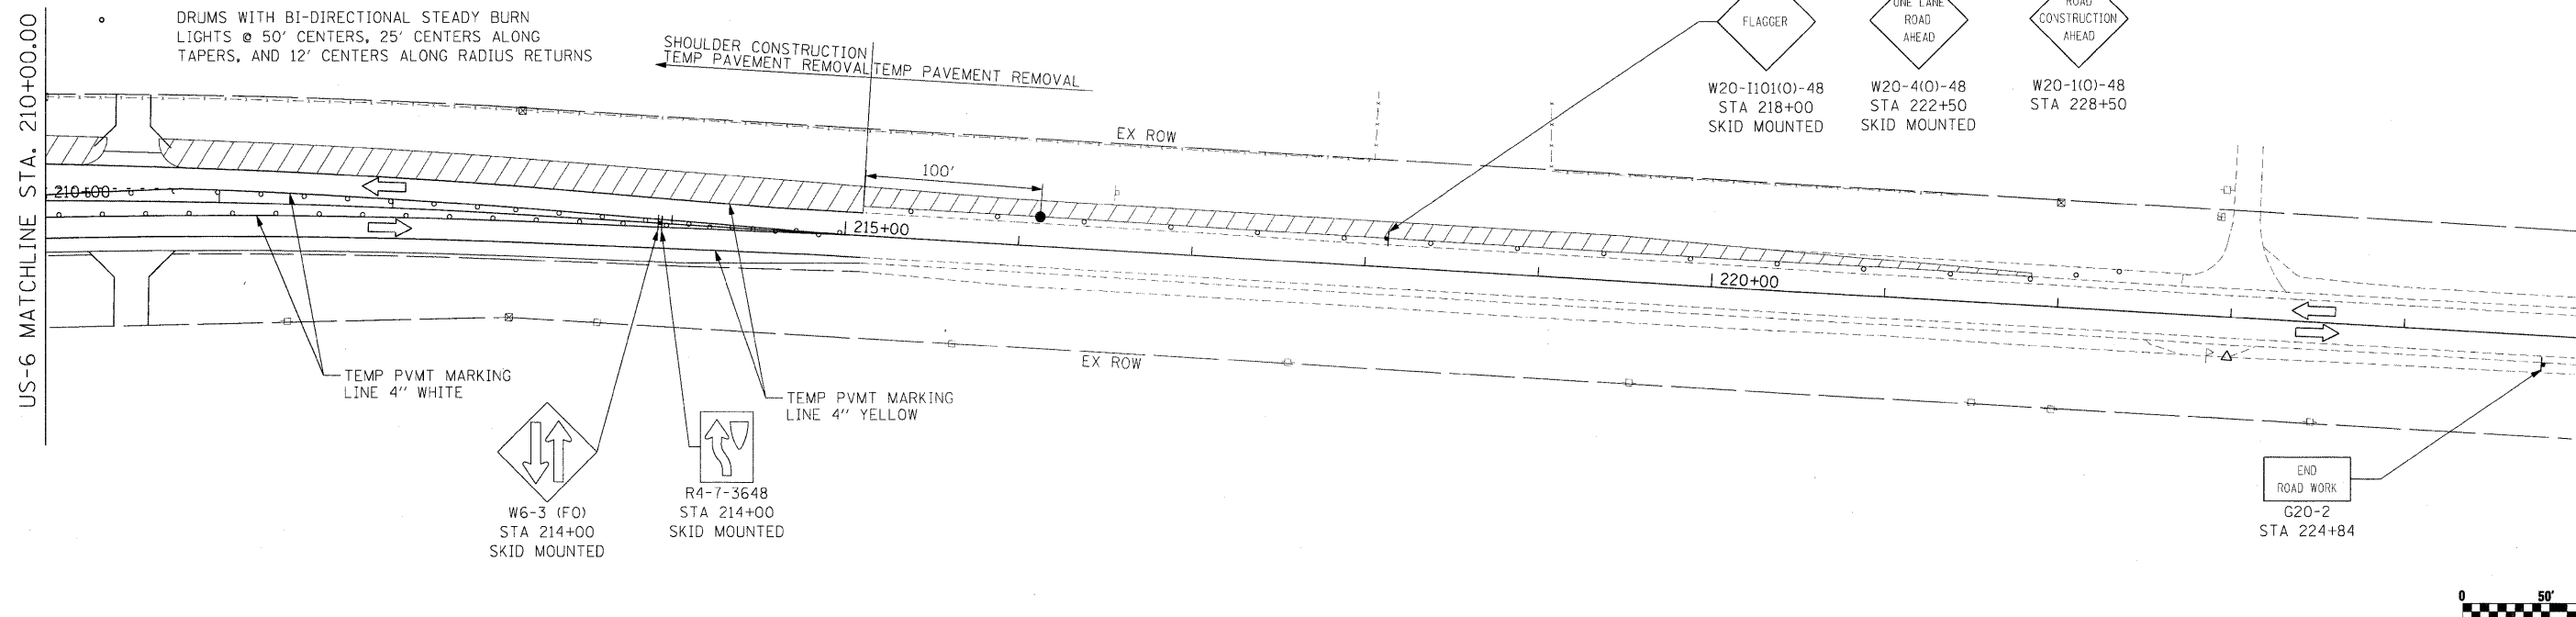 US-6 MATCHLINE STA. 210+00.00
DRUMS WITH BI-DIRECTIONAL STEADY BURN
LIGHTS @ 50' CENTERS, 25' CENTERS ALONG
TAPERS, AND 12' CENTERS ALONG RADIUS RETURNS
SHOULDER CONSTRUCTION
TEMP PAVEMENT REMOVAL
TEMP PAVEMENT REMOVAL
FLAGGER
W20-I101(O)-48
STA 218+00
SKID MOUNTED
ONE LANE
ROAD
AHEAD
W20-4(O)-48
STA 222+50
SKID MOUNTED
ROAD
CONSTRUCTION
AHEAD
W20-1(O)-48
STA 228+50
EX ROW
100'
210+00
215+00
220+00
EX ROW
TEMP PVMT MARKING
LINE 4" WHITE
TEMP PVMT MARKING
LINE 4" YELLOW
W6-3 (FO)
STA 214+00
SKID MOUNTED
R4-7-3648
STA 214+00
SKID MOUNTED
END
ROAD WORK
G20-2
STA 224+84
0 50'